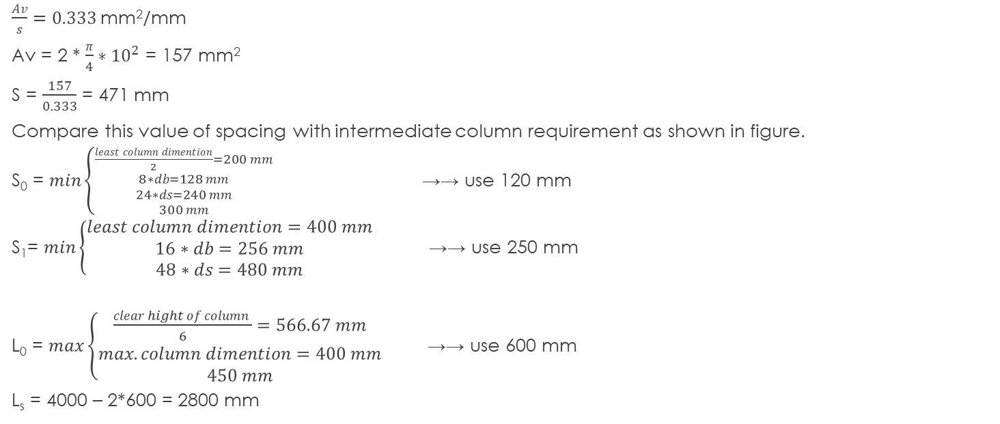 Av/s = 0.333 mm²/mm
Av = 2 * π/4 * 10² = 157 mm²
S = 157/0.333 = 471 mm
Compare this value of spacing with intermediate column requirement as shown in figure.
S₀ = min { least column dimention/2 =200 mm
8*db=128 mm →→ use 120 mm
24*ds=240 mm
300 mm
S₁= min { least column dimention = 400 mm
16 * db = 256 mm →→ use 250 mm
48 * ds = 480 mm
L₀ = max { clear hight of column/6 = 566.67 mm
max. column dimention = 400 mm →→ use 600 mm
450 mm
Lₛ = 4000 – 2*600 = 2800 mm